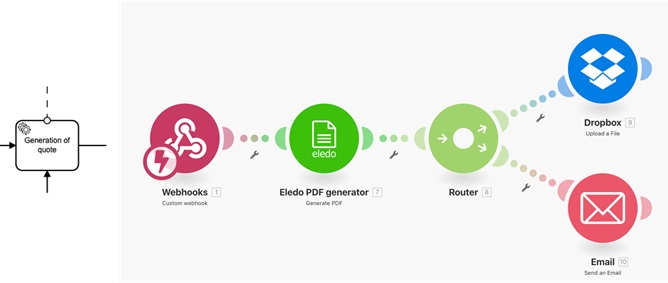 Generation of
quote
eledo
Webhooks 1
Custom webhook
Eledo PDF generator 7
Generate PDF
Router 8
Dropbox 9
Upload a File
Email 10
Send an Email